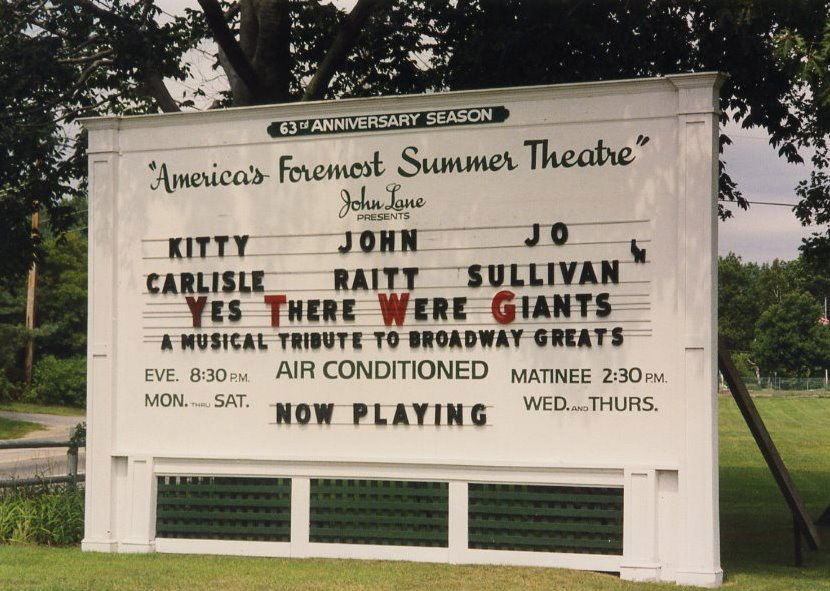 63rd ANNIVERSARY SEASON
"America's Foremost Summer Theatre"
John Lane
PRESENTS
KITTY JOHN JO
CARLISLE RAITT SULLIVAN
YES THERE WERE GIANTS
A MUSICAL TRIBUTE TO BROADWAY GREATS
EVE. 8:30 P.M. AIR CONDITIONED MATINEE 2:30 P.M.
MON. THRU SAT. NOW PLAYING WED. AND THURS.